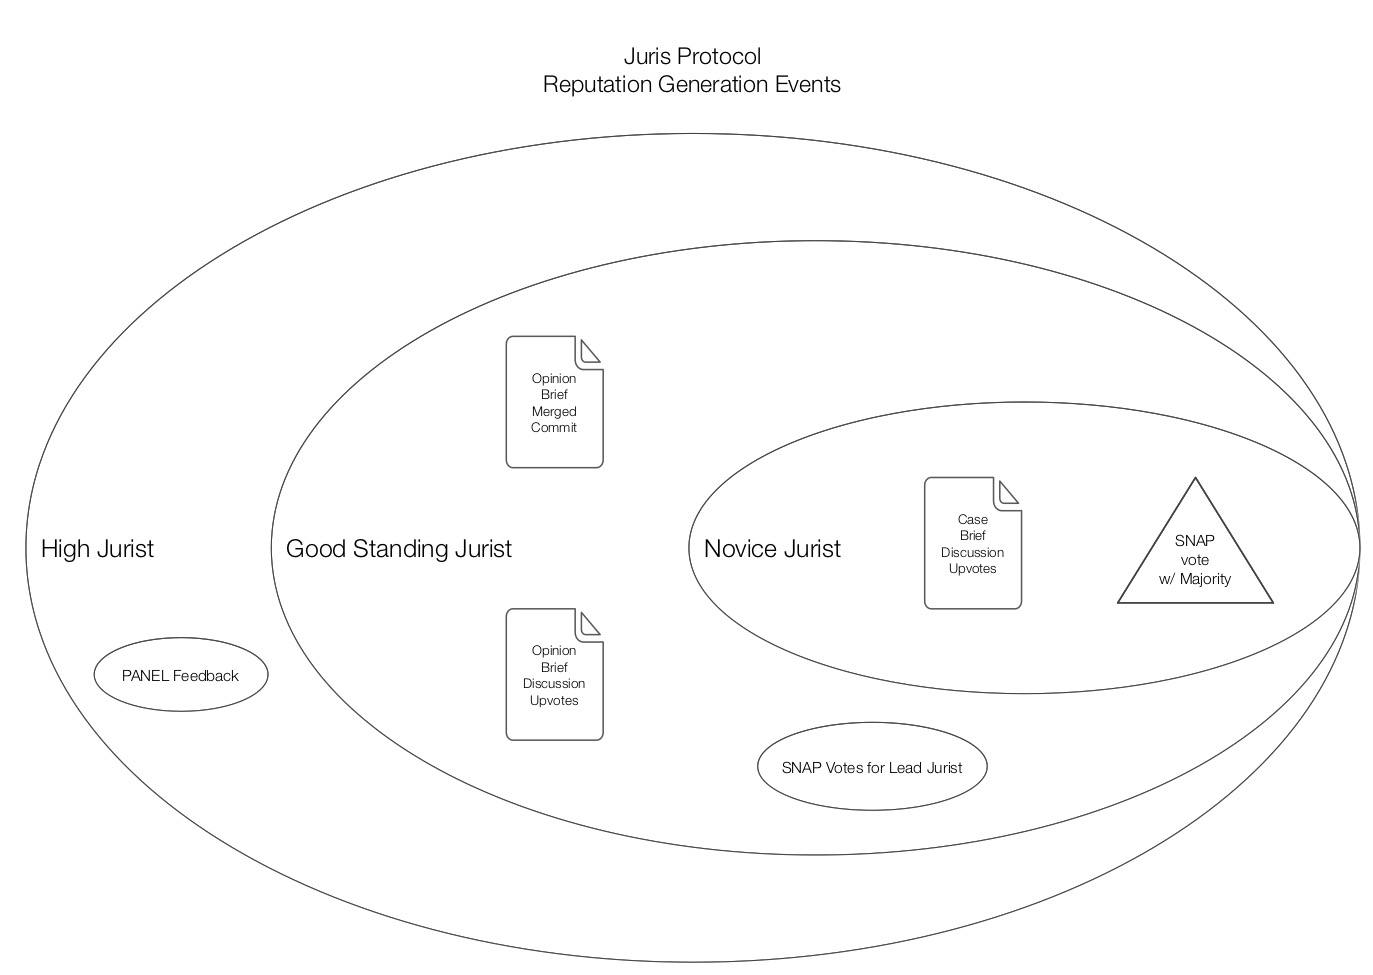 Juris Protocol
Reputation Generation Events
Opinion
Brief
Merged
Commit
High Jurist
Good Standing Jurist
Novice Jurist
Case
Brief
Discussion
Upvotes
SNAP
vote
w/ Majority
PANEL Feedback
Opinion
Brief
Discussion
Upvotes
SNAP Votes for Lead Jurist